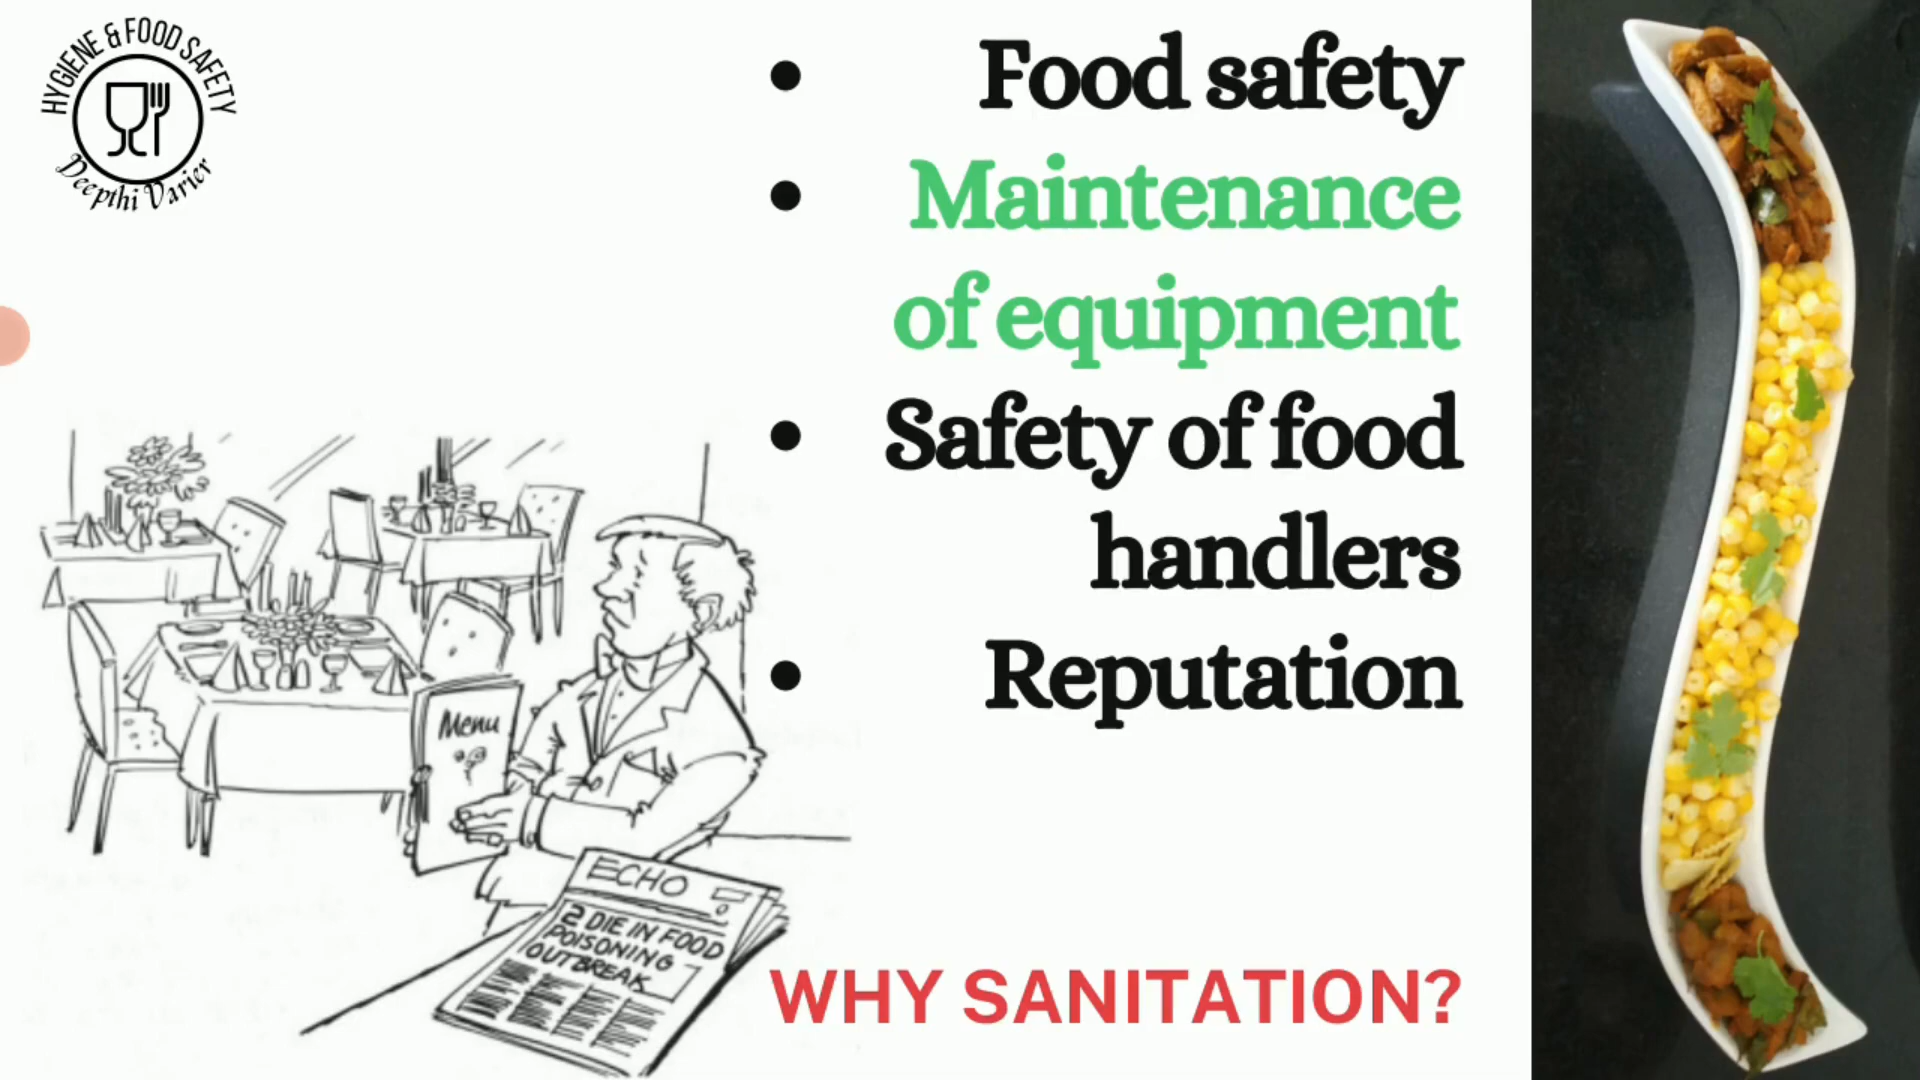 HYGIENE & FOOD SAFETY
Deepthi Varier
• Food safety
• Maintenance
of equipment
• Safety of food
handlers
• Reputation
Menu
ECHO
2 DIE IN FOOD
POISONING
OUTBREAK
WHY SANITATION?